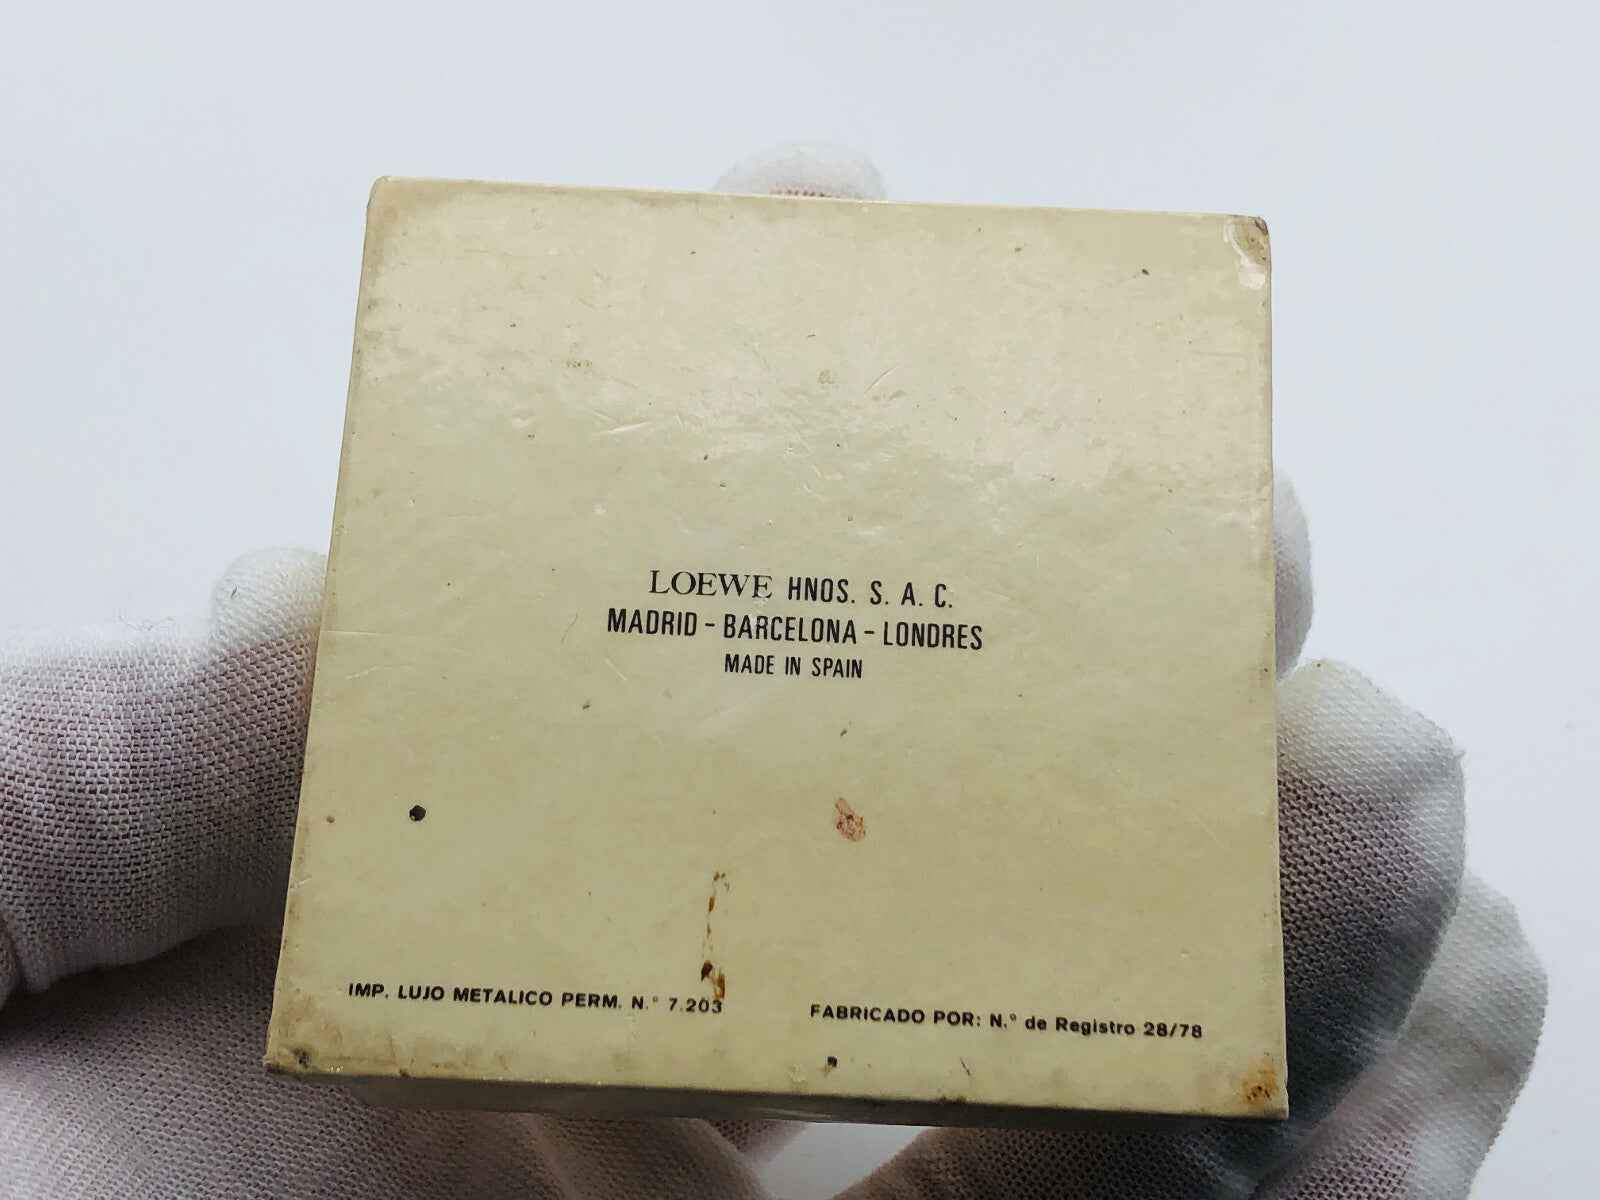 LOEWE HNOS. S. A. C.
MADRID - BARCELONA - LONDRES
MADE IN SPAIN
IMP. LUJO METALICO PERM. N.° 7.203
FABRICADO POR: N.° de Registro 28/78